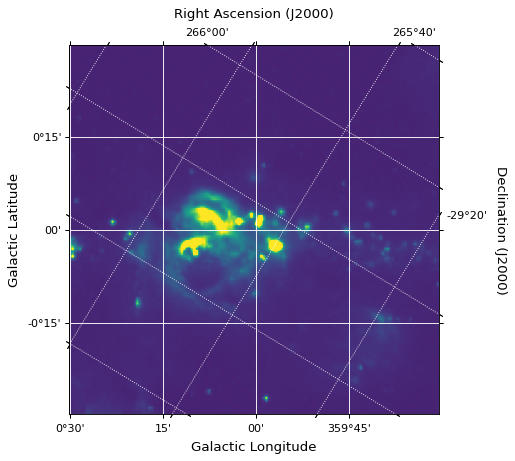 Right Ascension (J2000)
266°00' 265°40'
0°15'
00'
-0°15'
Galactic Latitude
-29°20'
Declination (J2000)
0°30' 15' 00' 359°45'
Galactic Longitude